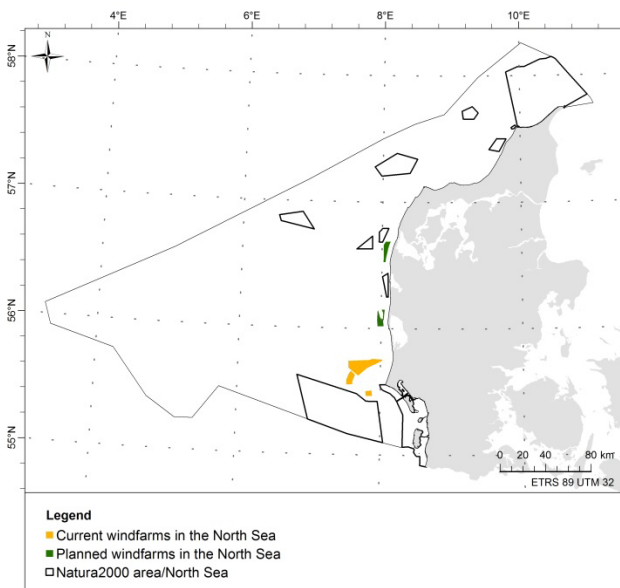 4°E 6°E 8°E 10°E
N
58°N
57°N
56°N
55°N
0 20 40 60 80 km
ETRS 89 UTM 32
Legend
Current windfarms in the North Sea
Planned windfarms in the North Sea
Natura2000 area/North Sea